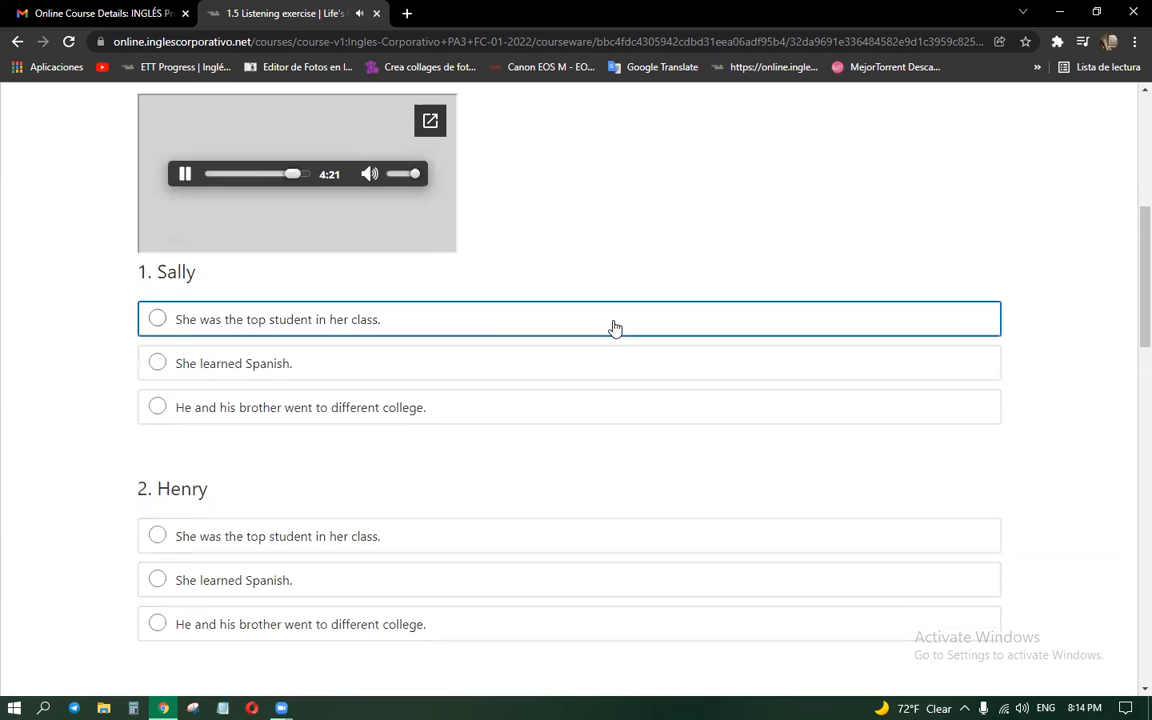 Online Course Details: INGLÉS Pr
1.5 Listening exercise | Life's
online.inglescorporativo.net/courses/course-v1:Ingles-Corporativo+PA3+FC-01-2022/courseware/bbc4fdc4305942cdbd31eea06adf95b4/32da9691e336484582e9d1c3959c825...
Aplicaciones
ETT Progress | Inglé...
Editor de Fotos en l...
Crea collages de fot...
Canon EOS M - EO...
Google Translate
https://online.ingle...
MejorTorrent Desca...
»
Lista de lectura
4:21
1. Sally
She was the top student in her class.
She learned Spanish.
He and his brother went to different college.
2. Henry
She was the top student in her class.
She learned Spanish.
He and his brother went to different college.
Activate Windows
Go to Settings to activate Windows.
72°F Clear
ENG
8:14 PM